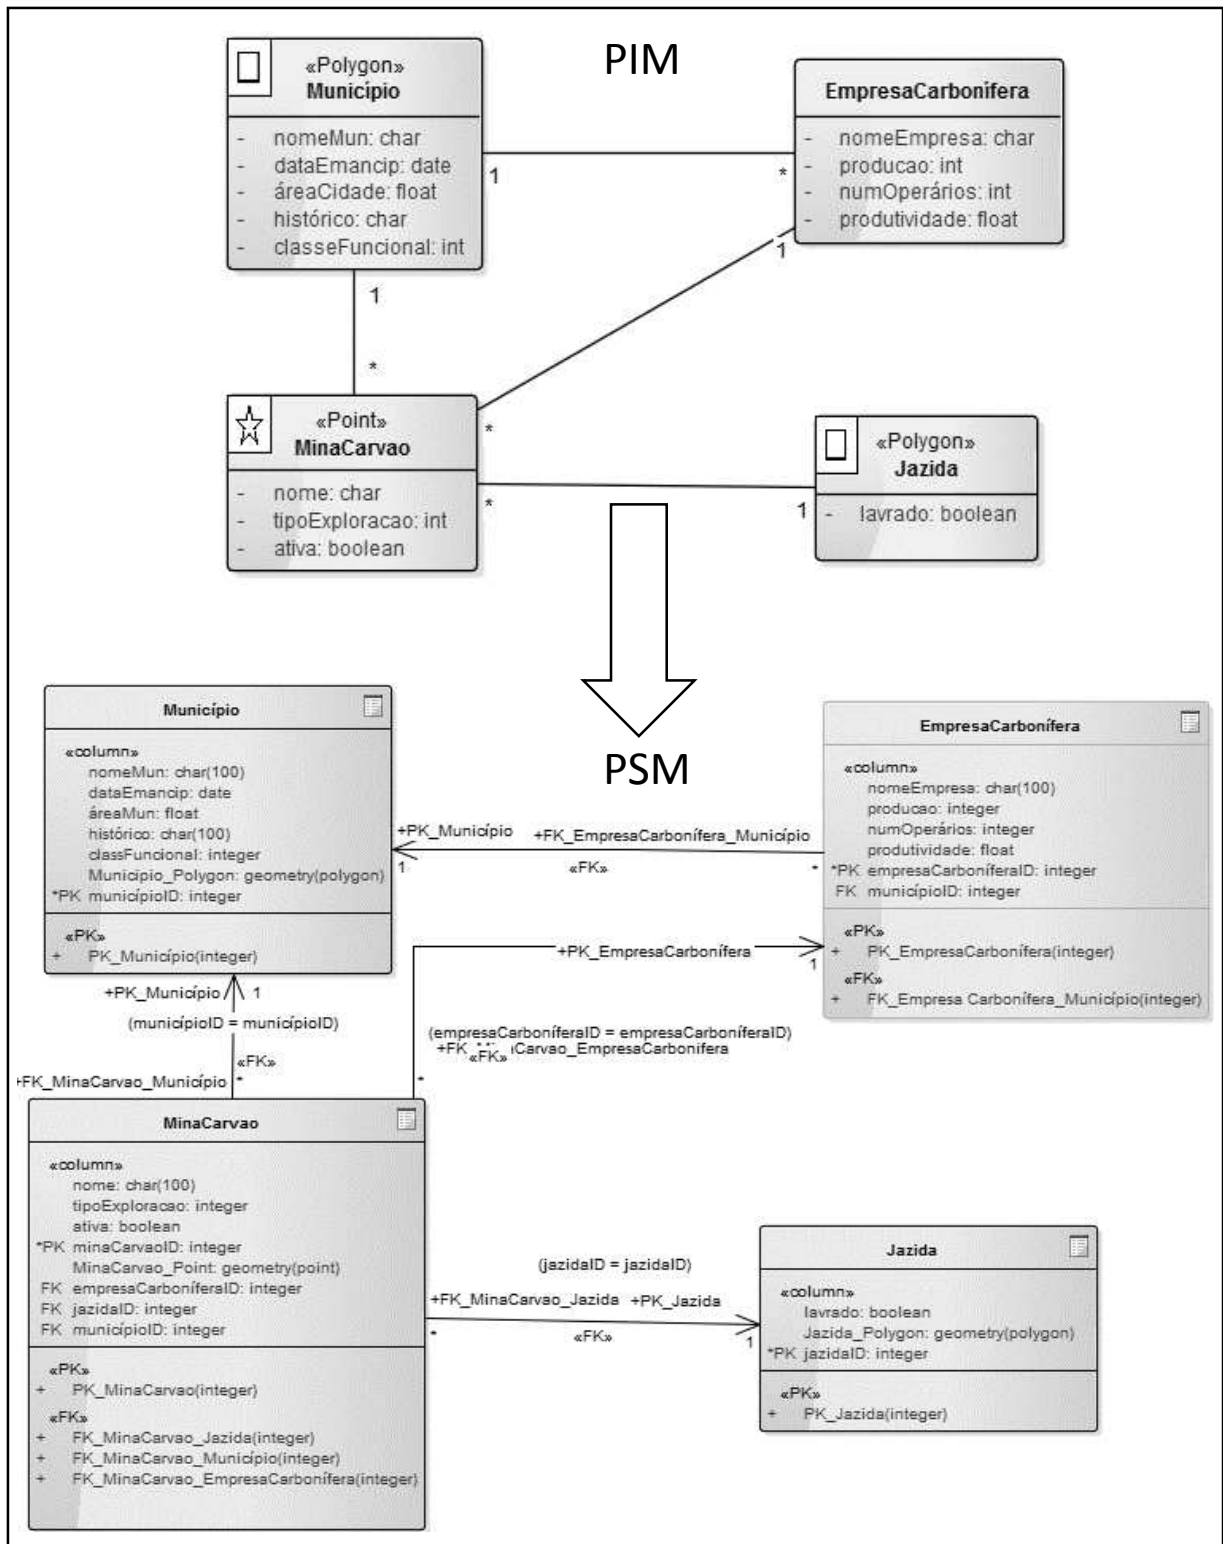 PIM
«Polygon»
Município
- nomeMun: char
- dataEmancip: date
- áreaCidade: float
- histórico: char
- classeFuncional: int
EmpresaCarbonífera
- nomeEmpresa: char
- producao: int
- numOperários: int
- produtividade: float
1
*
1
1
*
*
«Point»
MinaCarvao
- nome: char
- tipoExploracao: int
- ativa: boolean
*
1
«Polygon»
Jazida
- lavrado: boolean
PSM
Município
«column»
nomeMun: char(100)
dataEmancip: date
áreaMun: float
histórico: char(100)
classFuncional: integer
Municipio_Polygon: geometry(polygon)
*PK municípioID: integer
«PK»
+ PK_Município(integer)
EmpresaCarbonífera
«column»
nomeEmpresa: char(100)
producao: integer
numOperários: integer
produtividade: float
*PK empresaCarboníferaID: integer
FK municípioID: integer
«PK»
+ PK_EmpresaCarbonífera(integer)
«FK»
+ FK_Empresa Carbonífera_Município(integer)
+PK_Município +FK_EmpresaCarbonífera_Município
1 «FK» *
+PK_EmpresaCarbonífera
1
+PK_Município 1
(municípioID = municípioID)
«FK»
+FK_MinaCarvao_Município *
(empresaCarboníferaID = empresaCarboníferaID)
«FK»
*
MinaCarvao
«column»
nome: char(100)
tipoExploracao: integer
ativa: boolean
*PK minaCarvaoID: integer
MinaCarvao_Point: geometry(point)
FK empresaCarboníferaID: integer
FK jazidaID: integer
FK municípioID: integer
«PK»
+ PK_MinaCarvao(integer)
«FK»
+ FK_MinaCarvao_Jazida(integer)
+ FK_MinaCarvao_Município(integer)
+ FK_MinaCarvao_EmpresaCarbonífera(integer)
(jazidaID = jazidaID)
+FK_MinaCarvao_Jazida +PK_Jazida
* «FK» 1
Jazida
«column»
lavrado: boolean
Jazida_Polygon: geometry(polygon)
*PK jazidaID: integer
«PK»
+ PK_Jazida(integer)